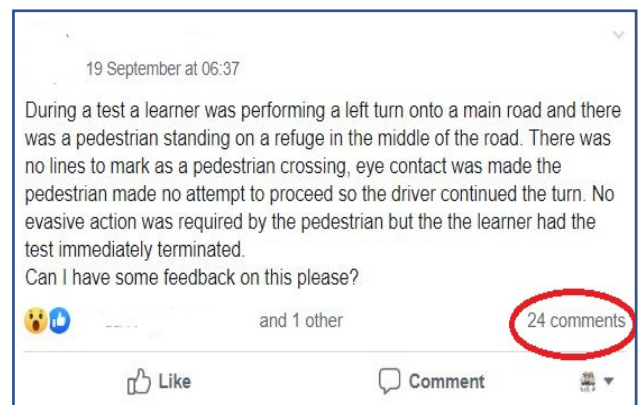 19 September at 06:37
During a test a learner was performing a left turn onto a main road and there
was a pedestrian standing on a refuge in the middle of the road. There was
no lines to mark as a pedestrian crossing, eye contact was made the
pedestrian made no attempt to proceed so the driver continued the turn. No
evasive action was required by the pedestrian but the the learner had the
test immediately terminated.
Can I have some feedback on this please?
and 1 other 24 comments
Like Comment